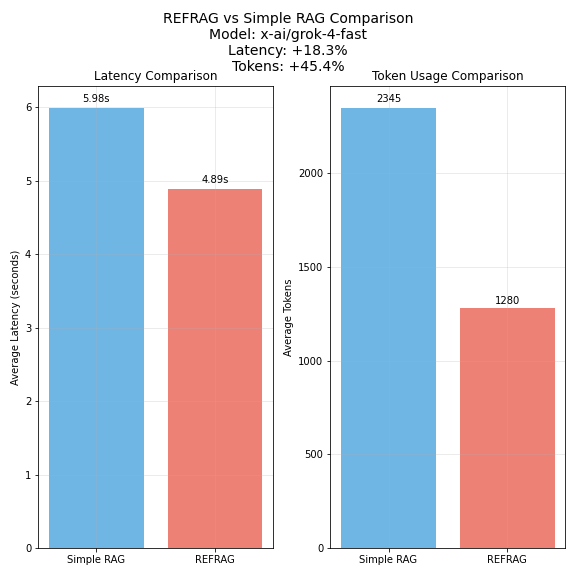 REFRAG vs Simple RAG Comparison
Model: x-ai/grok-4-fast
Latency: +18.3%
Tokens: +45.4%
Latency Comparison
Average Latency (seconds)
6
5
4
3
2
1
0
5.98s
4.89s
Simple RAG
REFRAG
Token Usage Comparison
Average Tokens
2000
1500
1000
500
0
2345
1280
Simple RAG
REFRAG